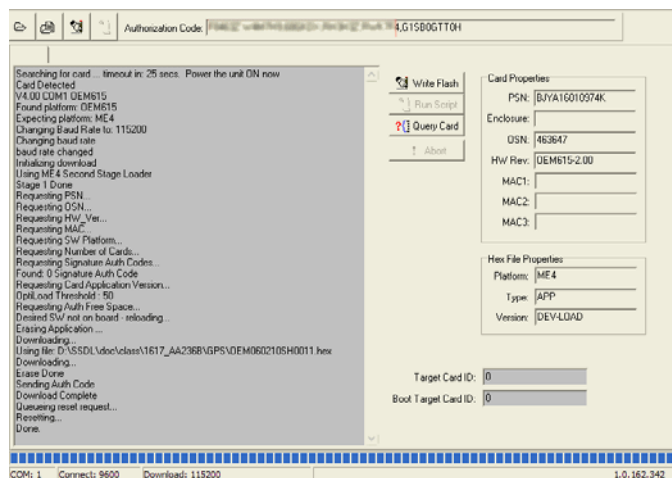 Authorization Code: 4,G1SB0GTT0H
Searching for card ... timeout in: 25 secs. Power the unit ON now
Card Detected
V4.00 COM1 OEM615
Found platform: OEM615
Expecting platform: ME4
Changing Baud Rate to: 115200
Changing baud rate
baud rate changed
Initializing download
Using ME4 Second Stage Loader
Stage 1 Done
Requesting PSN...
Requesting OSN...
Requesting HW_Ver...
Requesting MAC...
Requesting SW Platform...
Requesting Number of Cards...
Requesting Signature Auth Codes...
Found: 0 Signature Auth Code
Requesting Card Application Version...
OptiLoad Threshold : 50
Requesting Auth Free Space...
Desired SW not on board - reloading...
Erasing Application ...
Downloading...
Using file: D:\SSDL\doc\class\1617_AA236B\GPS\OEM060210SH0011.hex
Downloading...
Erase Done
Sending Auth Code
Download Complete
Queueing reset request...
Resetting...
Done.
Write Flash
Run Script
Query Card
Abort
Card Properties
PSN: BJYA16010974K
Enclosure:
OSN: 463647
HW Rev: OEM615-2.00
MAC1:
MAC2:
MAC3:
Hex File Properties
Platform: ME4
Type: APP
Version: DEV-LOAD
Target Card ID: 0
Boot Target Card ID: 0
COM: 1 Connect: 9600 Download: 115200 1.0.162.342